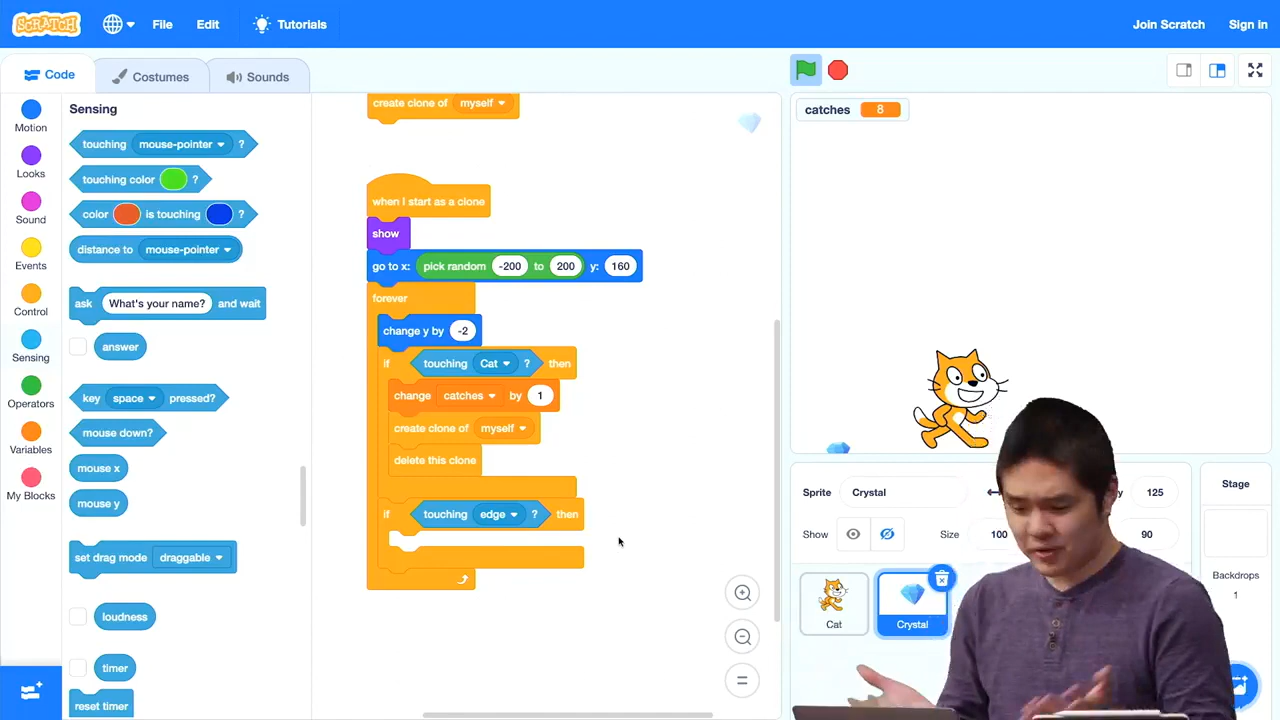 SCRATCH File Edit Tutorials Join Scratch Sign in
Code Costumes Sounds
Motion
Looks
Sound
Events
Control
Sensing
Operators
Variables
My Blocks
Sensing
touching mouse-pointer ?
touching color ?
color is touching ?
distance to mouse-pointer
ask What's your name? and wait
answer
key space pressed?
mouse down?
mouse x
mouse y
set drag mode draggable
loudness
timer
reset timer
create clone of myself
when I start as a clone
show
go to x: pick random -200 to 200 y: 160
forever
change y by -2
if touching Cat ? then
change catches by 1
create clone of myself
delete this clone
if touching edge ? then
catches 8
Sprite Crystal y 125
Show Size 100 90
Cat
Crystal
Stage
Backdrops
1